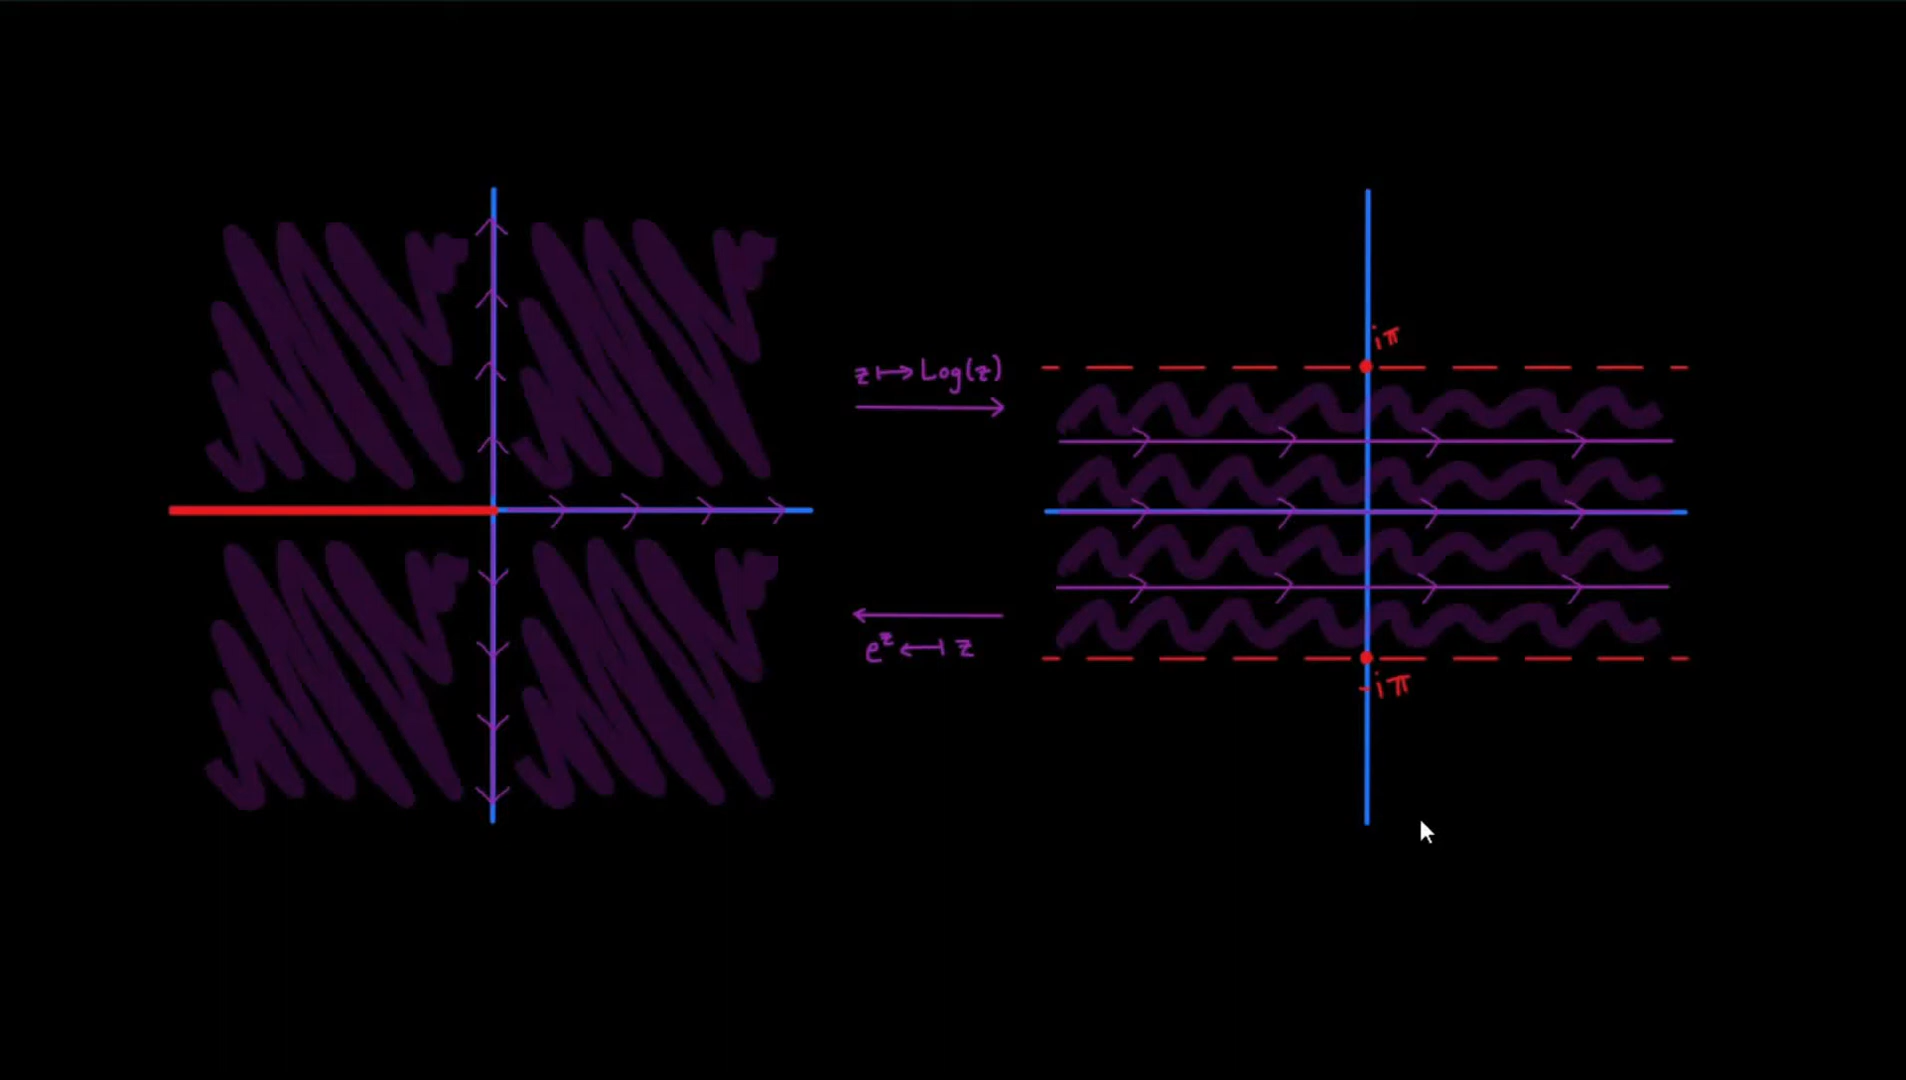 z ↦ Log(z)
iπ
e^z ↤ z
-iπ